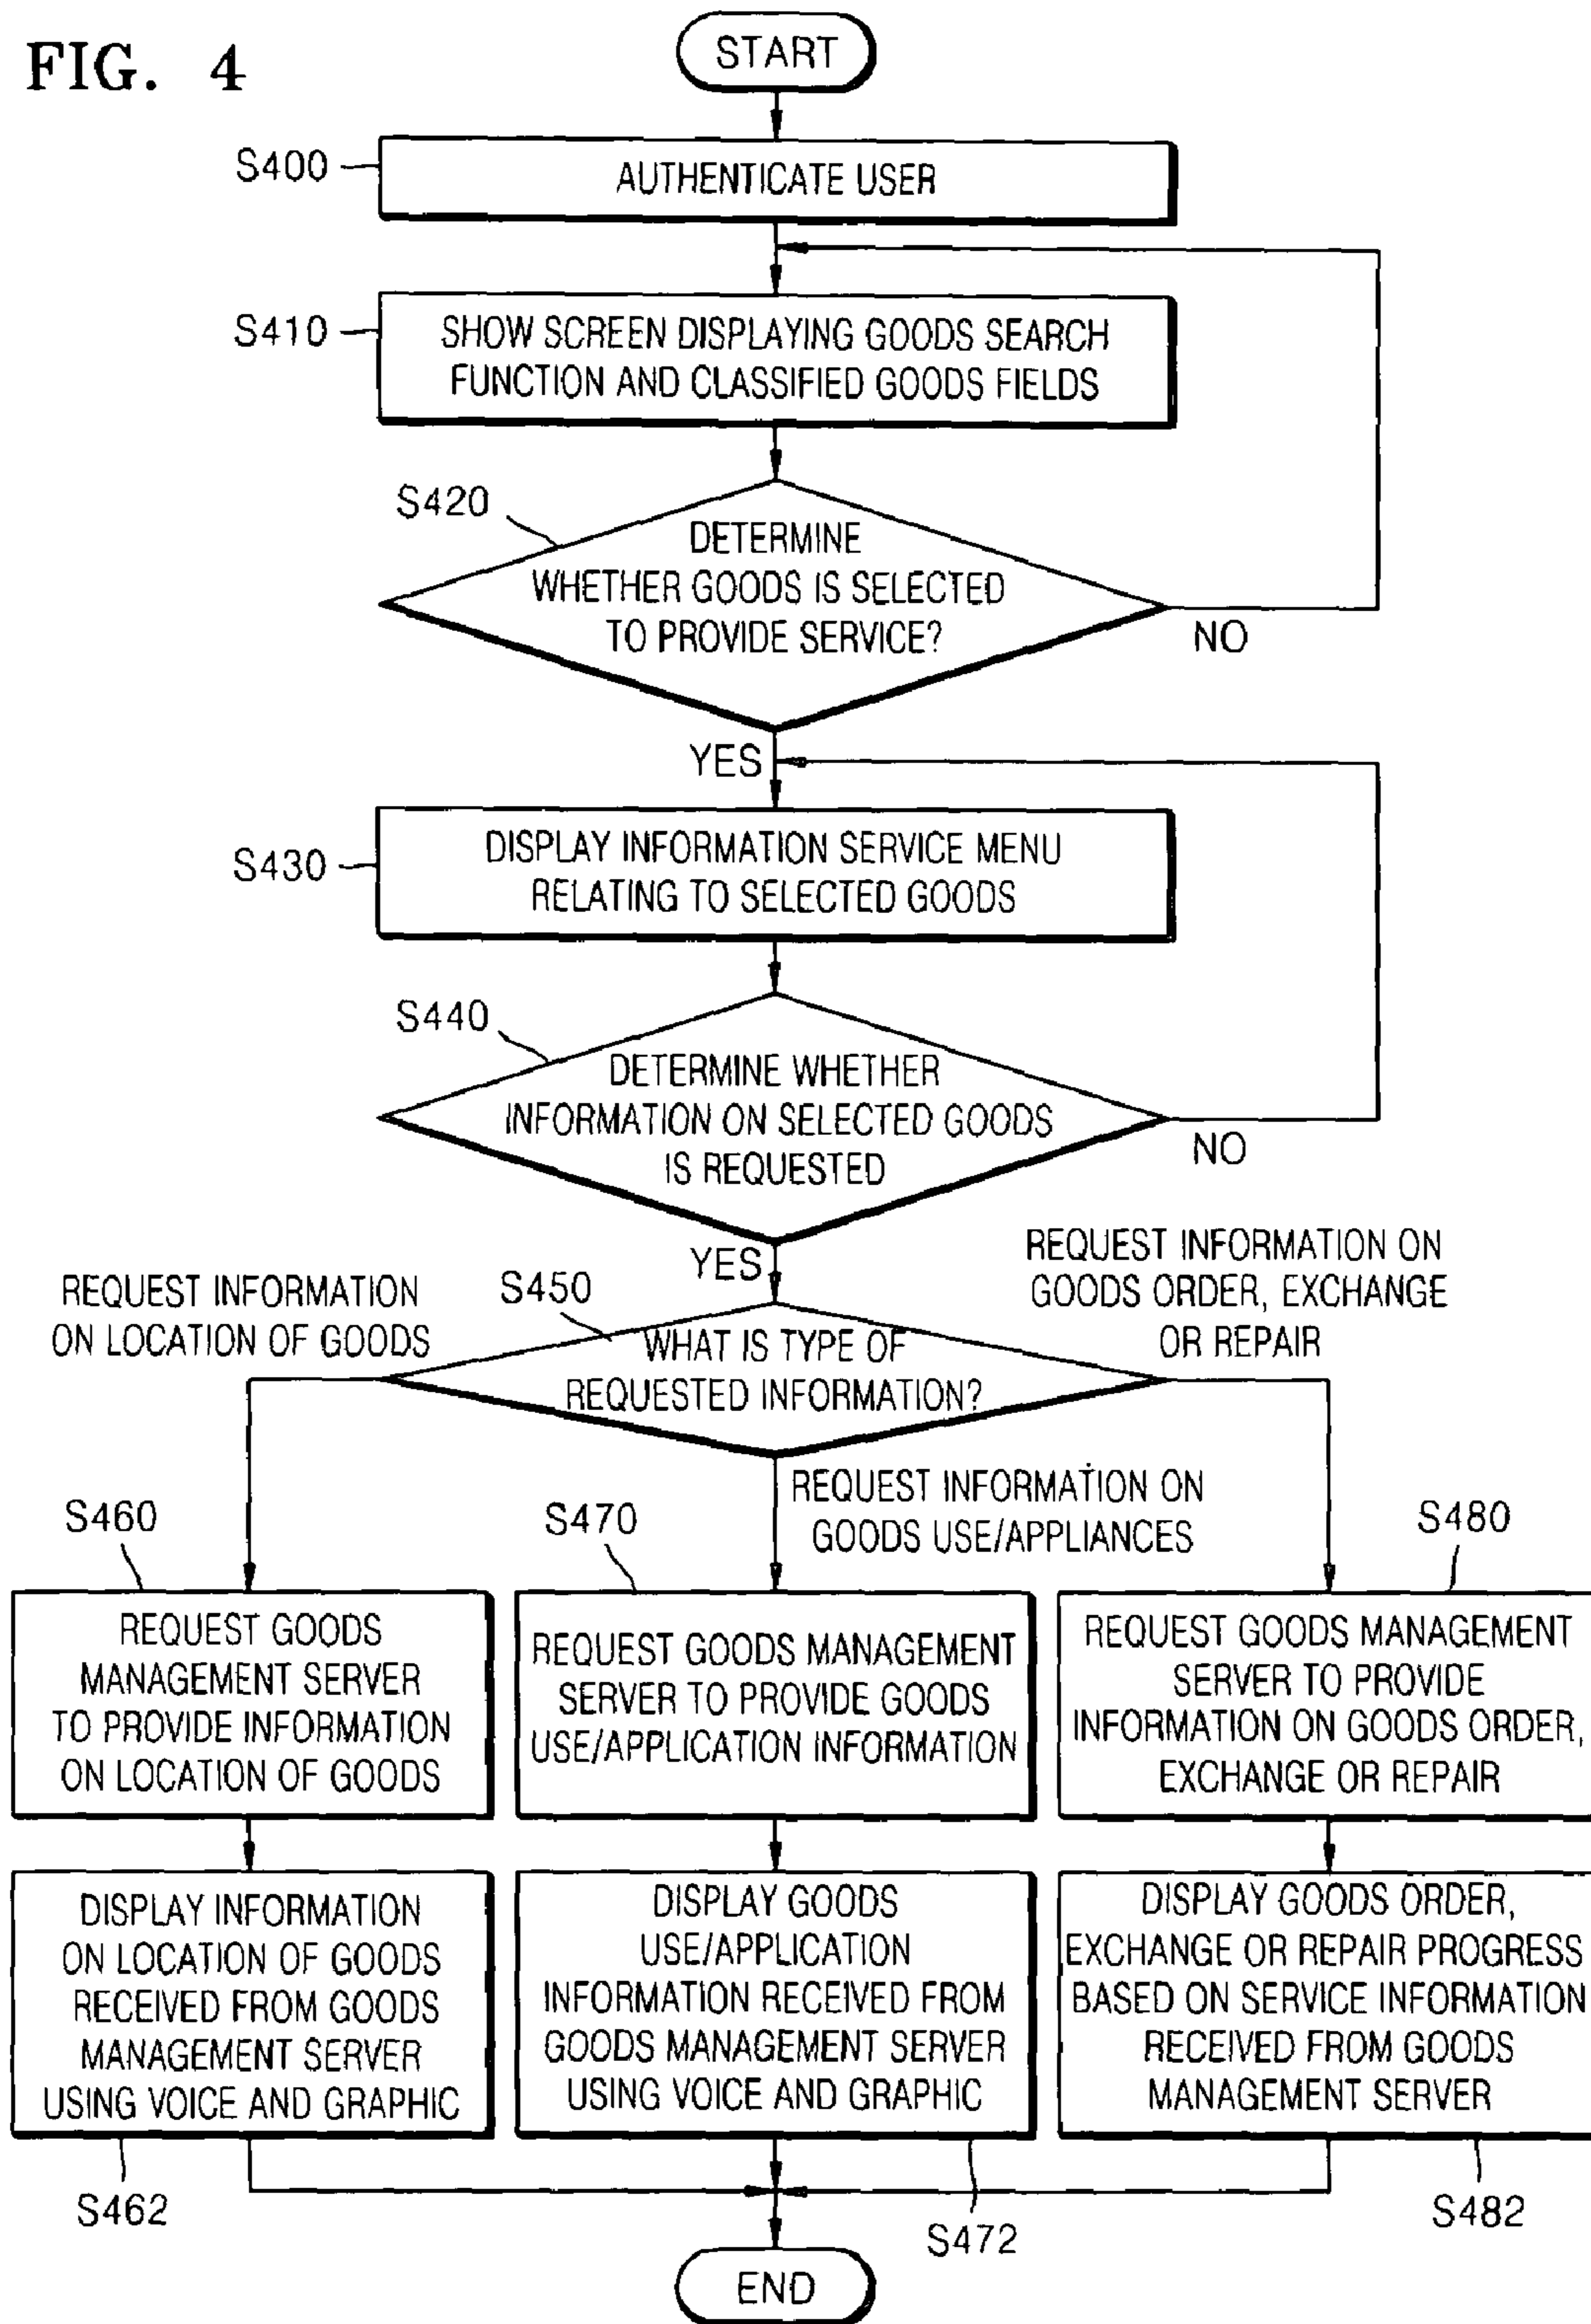 FIG. 4
START
S400
AUTHENTICATE USER
S410
SHOW SCREEN DISPLAYING GOODS SEARCH
FUNCTION AND CLASSIFIED GOODS FIELDS
S420
DETERMINE
WHETHER GOODS IS SELECTED
TO PROVIDE SERVICE?
NO
YES
S430
DISPLAY INFORMATION SERVICE MENU
RELATING TO SELECTED GOODS
S440
DETERMINE WHETHER
INFORMATION ON SELECTED GOODS
IS REQUESTED
NO
YES
REQUEST INFORMATION
ON LOCATION OF GOODS
S450
WHAT IS TYPE OF
REQUESTED INFORMATION?
REQUEST INFORMATION ON
GOODS ORDER, EXCHANGE
OR REPAIR
REQUEST INFORMATION ON
GOODS USE/APPLIANCES
S460
REQUEST GOODS
MANAGEMENT SERVER
TO PROVIDE INFORMATION
ON LOCATION OF GOODS
S470
REQUEST GOODS MANAGEMENT
SERVER TO PROVIDE GOODS
USE/APPLICATION INFORMATION
S480
REQUEST GOODS MANAGEMENT
SERVER TO PROVIDE
INFORMATION ON GOODS ORDER,
EXCHANGE OR REPAIR
DISPLAY INFORMATION
ON LOCATION OF GOODS
RECEIVED FROM GOODS
MANAGEMENT SERVER
USING VOICE AND GRAPHIC
S462
DISPLAY GOODS
USE/APPLICATION
INFORMATION RECEIVED FROM
GOODS MANAGEMENT SERVER
USING VOICE AND GRAPHIC
S472
DISPLAY GOODS ORDER,
EXCHANGE OR REPAIR PROGRESS
BASED ON SERVICE INFORMATION
RECEIVED FROM GOODS
MANAGEMENT SERVER
S482
END